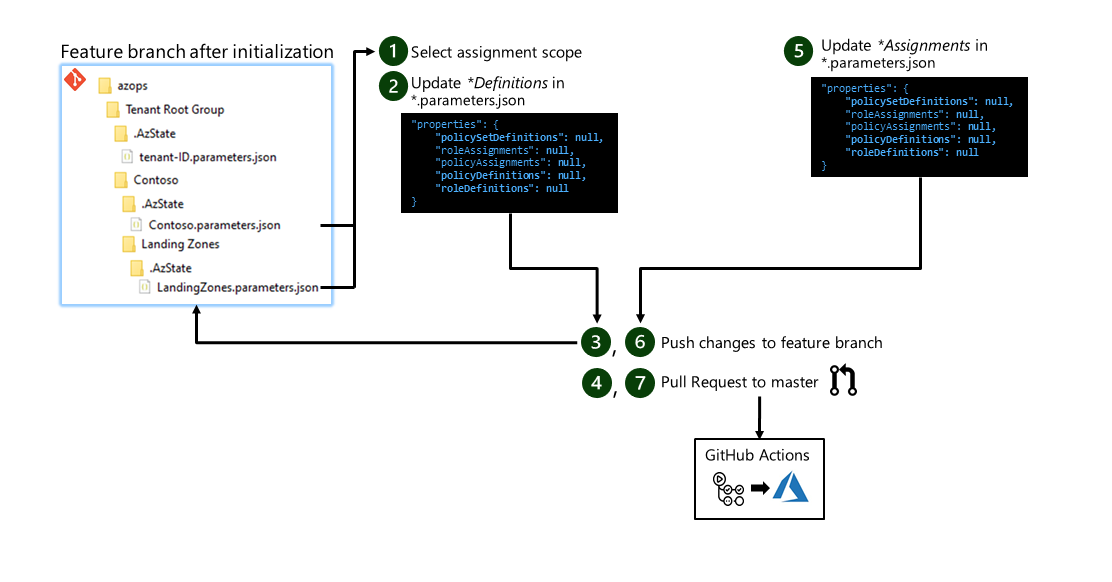 Feature branch after initialization
azops
Tenant Root Group
.AzState
tenant-ID.parameters.json
Contoso
.AzState
Contoso.parameters.json
Landing Zones
.AzState
LandingZones.parameters.json
1 Select assignment scope
2 Update *Definitions in
*.parameters.json
"properties": {
"policySetDefinitions": null,
"roleAssignments": null,
"policyAssignments": null,
"policyDefinitions": null,
"roleDefinitions": null
}
5 Update *Assignments in
*.parameters.json
"properties": {
"policySetDefinitions": null,
"roleAssignments": null,
"policyAssignments": null,
"policyDefinitions": null,
"roleDefinitions": null
}
3 , 6 Push changes to feature branch
4 , 7 Pull Request to master
GitHub Actions